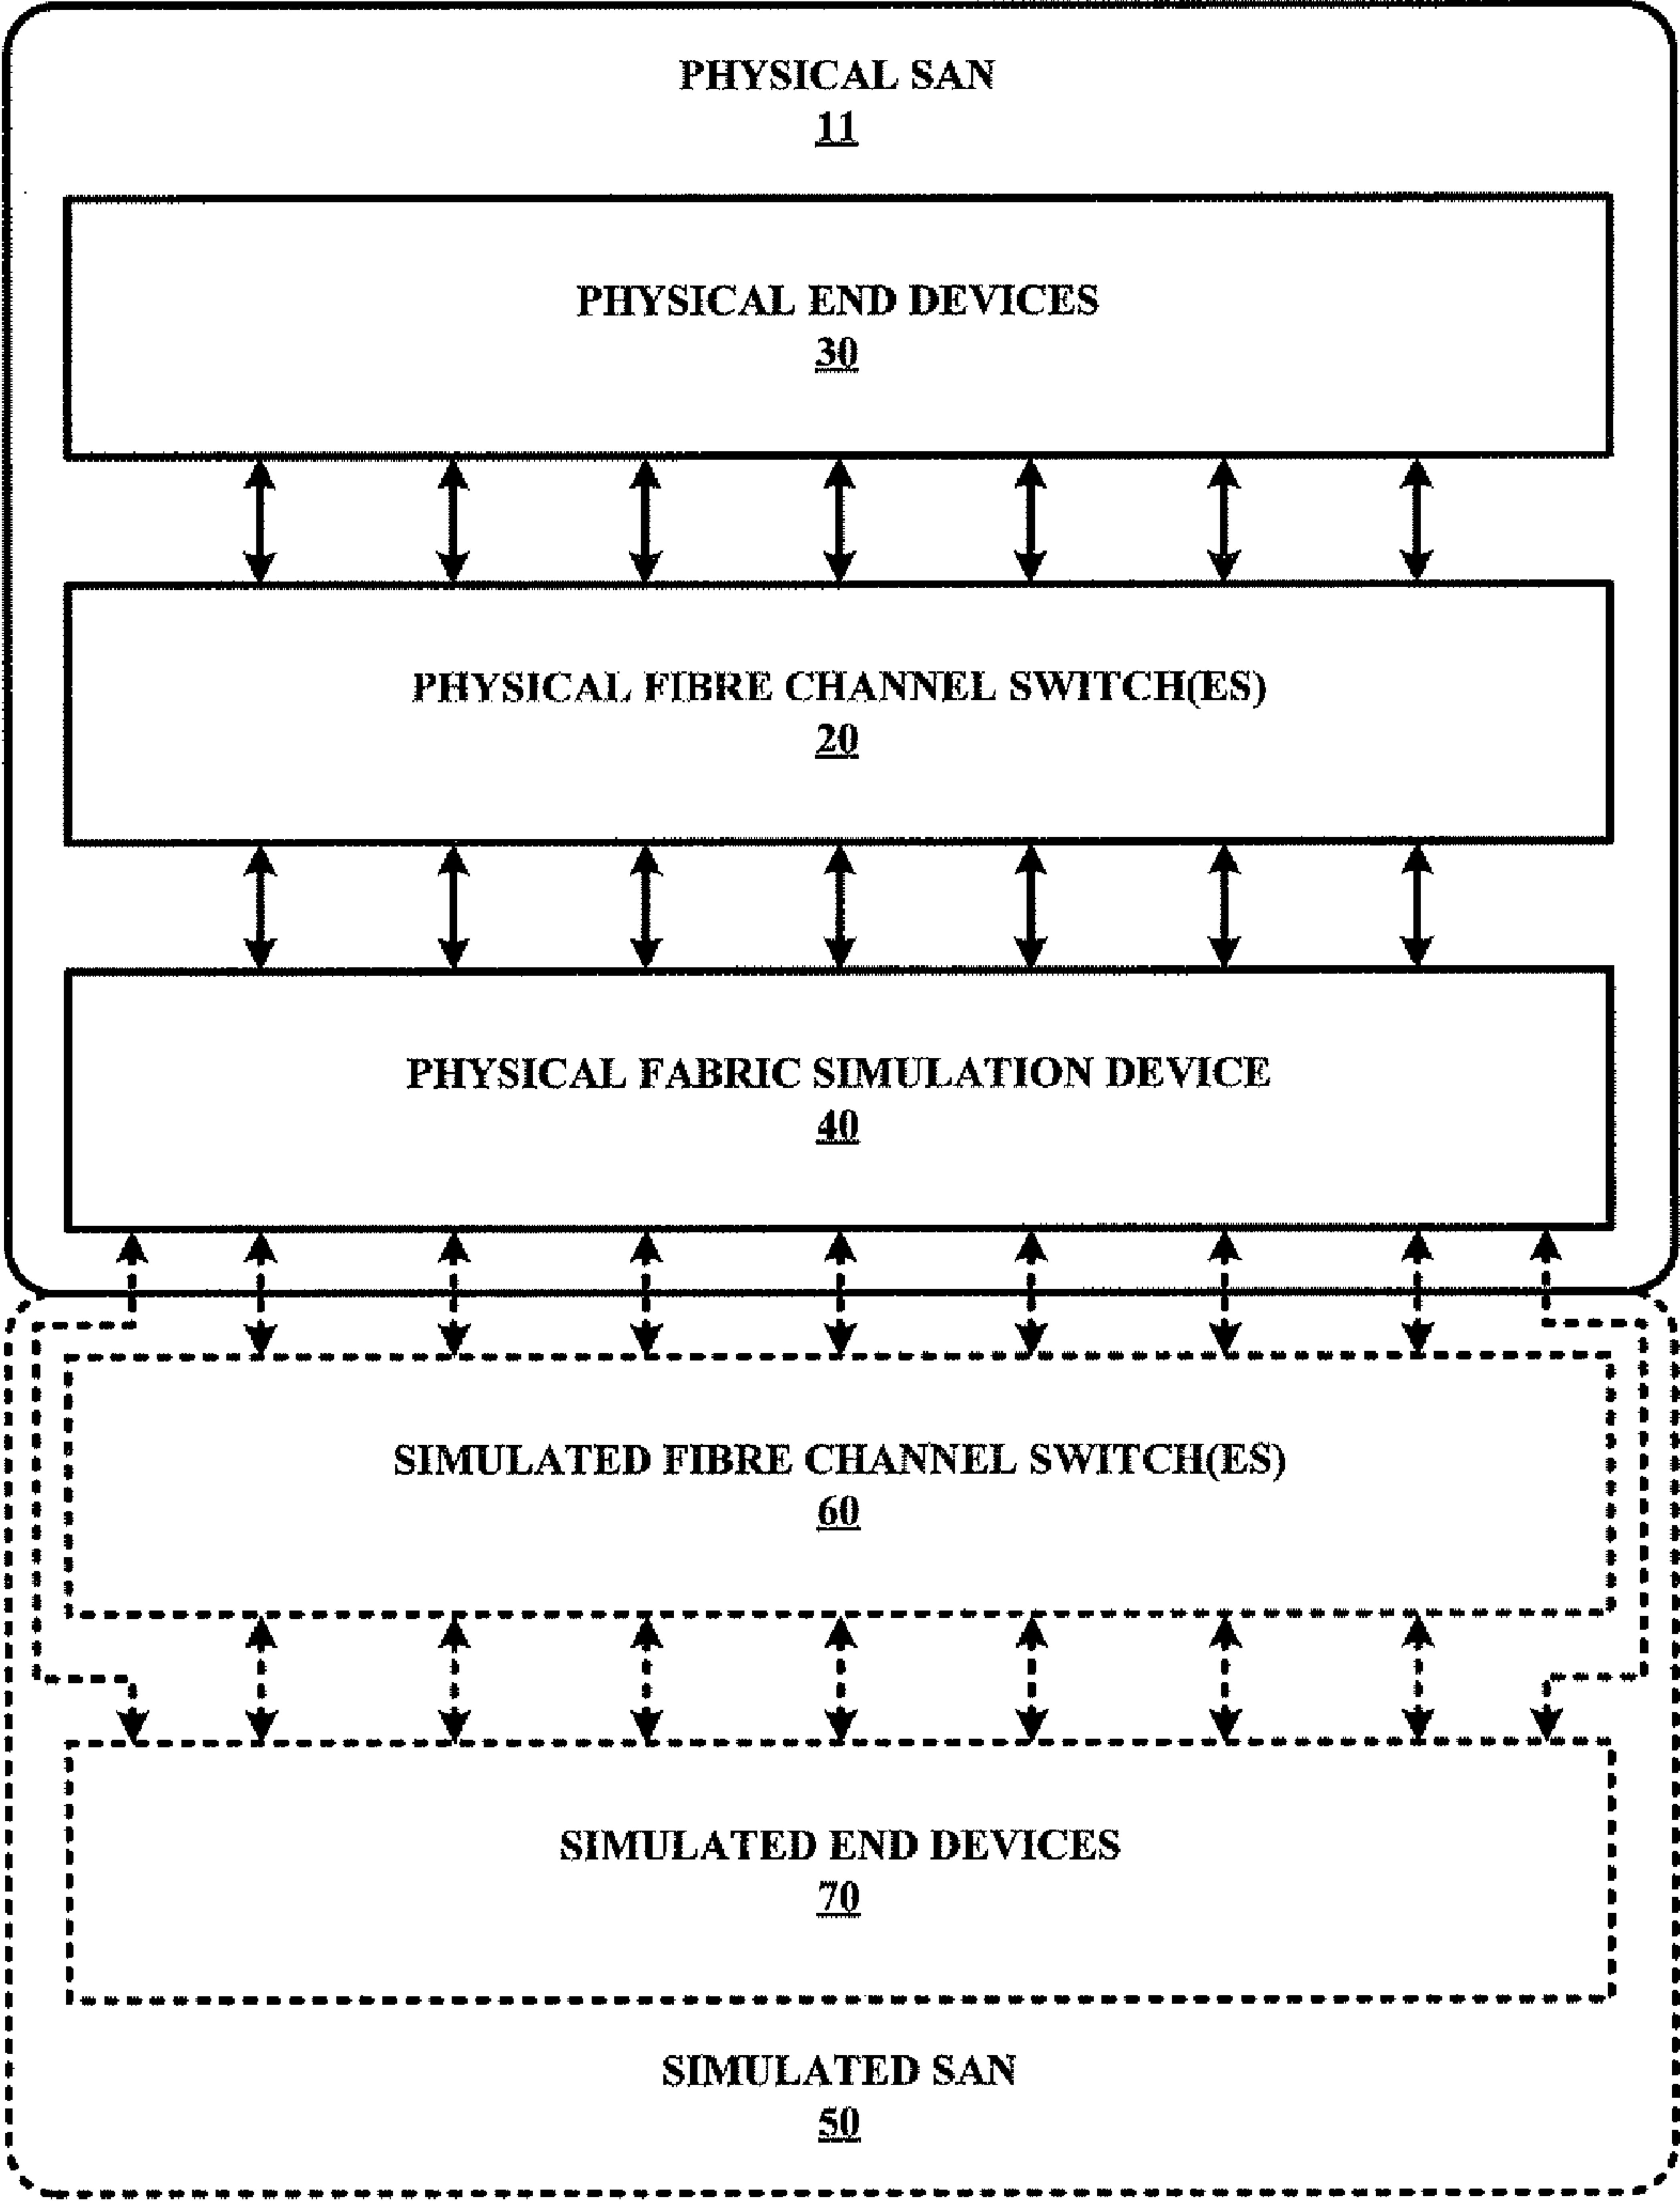 PHYSICAL SAN
11
PHYSICAL END DEVICES
30
PHYSICAL FIBRE CHANNEL SWITCH(ES)
20
PHYSICAL FABRIC SIMULATION DEVICE
40
SIMULATED FIBRE CHANNEL SWITCH(ES)
60
SIMULATED END DEVICES
70
SIMULATED SAN
50